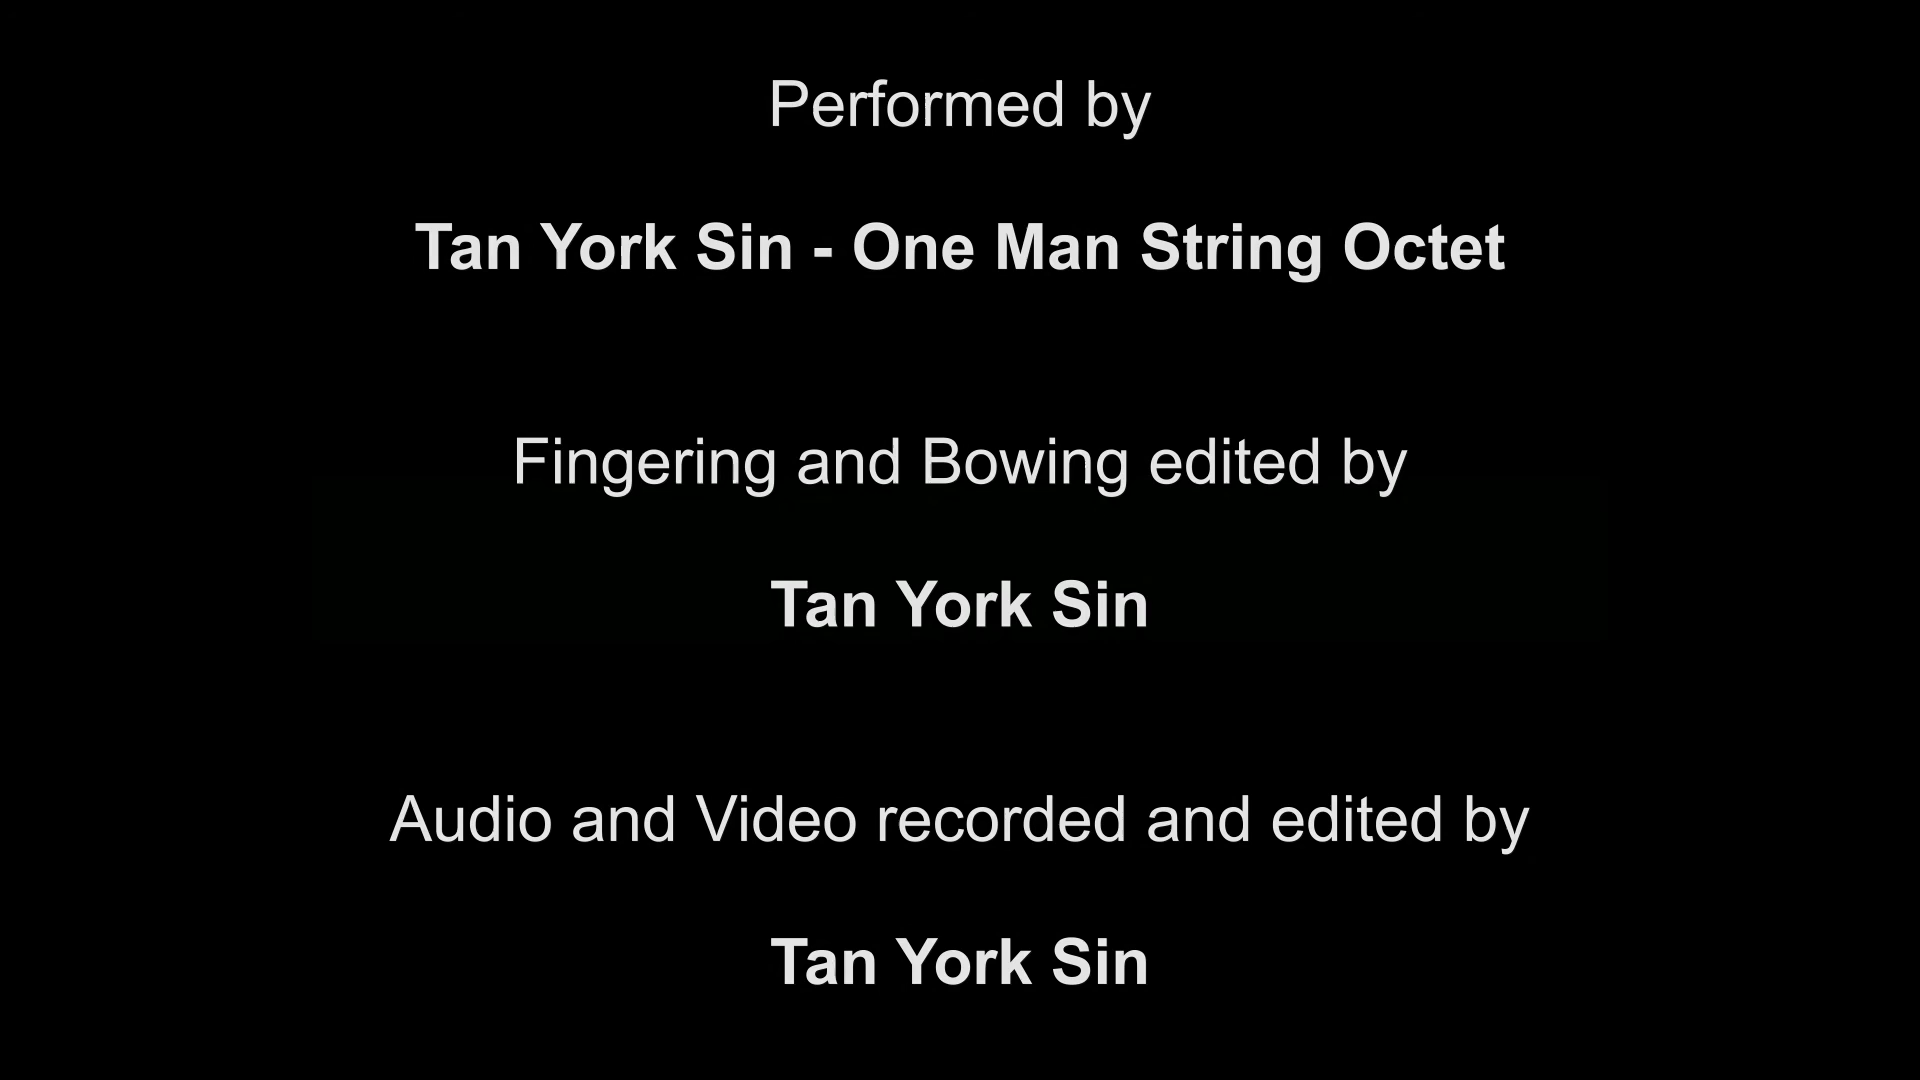 Performed by
Tan York Sin - One Man String Octet
Fingering and Bowing edited by
Tan York Sin
Audio and Video recorded and edited by
Tan York Sin